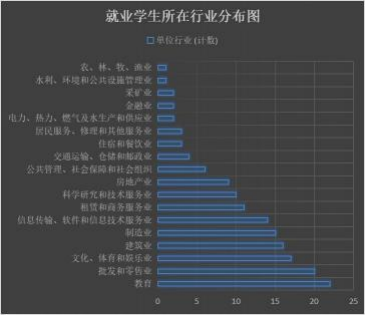 就业学生所在行业分布图
单位行业 (计数)
农、林、牧、渔业
水利、环境和公共设施管理业
采矿业
金融业
电力、热力、燃气及水生产和供应业
居民服务、修理和其他服务业
住宿和餐饮业
交通运输、仓储和邮政业
公共管理、社会保障和社会组织
房地产业
科学研究和技术服务业
租赁和商务服务业
信息传输、软件和信息技术服务业
制造业
建筑业
文化、体育和娱乐业
批发和零售业
教育
0 5 10 15 20 25